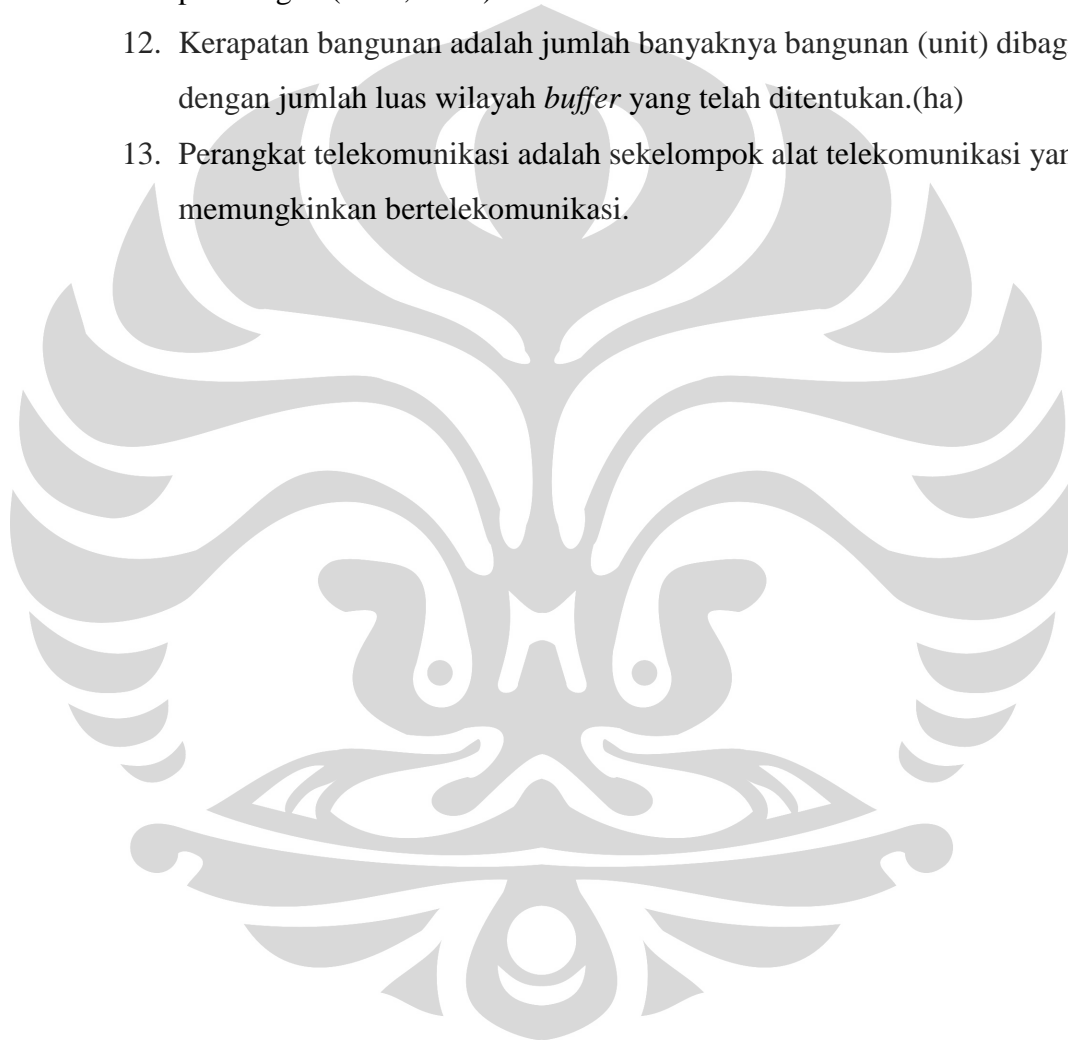 12. Kerapatan bangunan adalah jumlah banyaknya bangunan (unit) dibag
dengan jumlah luas wilayah buffer yang telah ditentukan.(ha)
13. Perangkat telekomunikasi adalah sekelompok alat telekomunikasi yan
memungkinkan bertelekomunikasi.